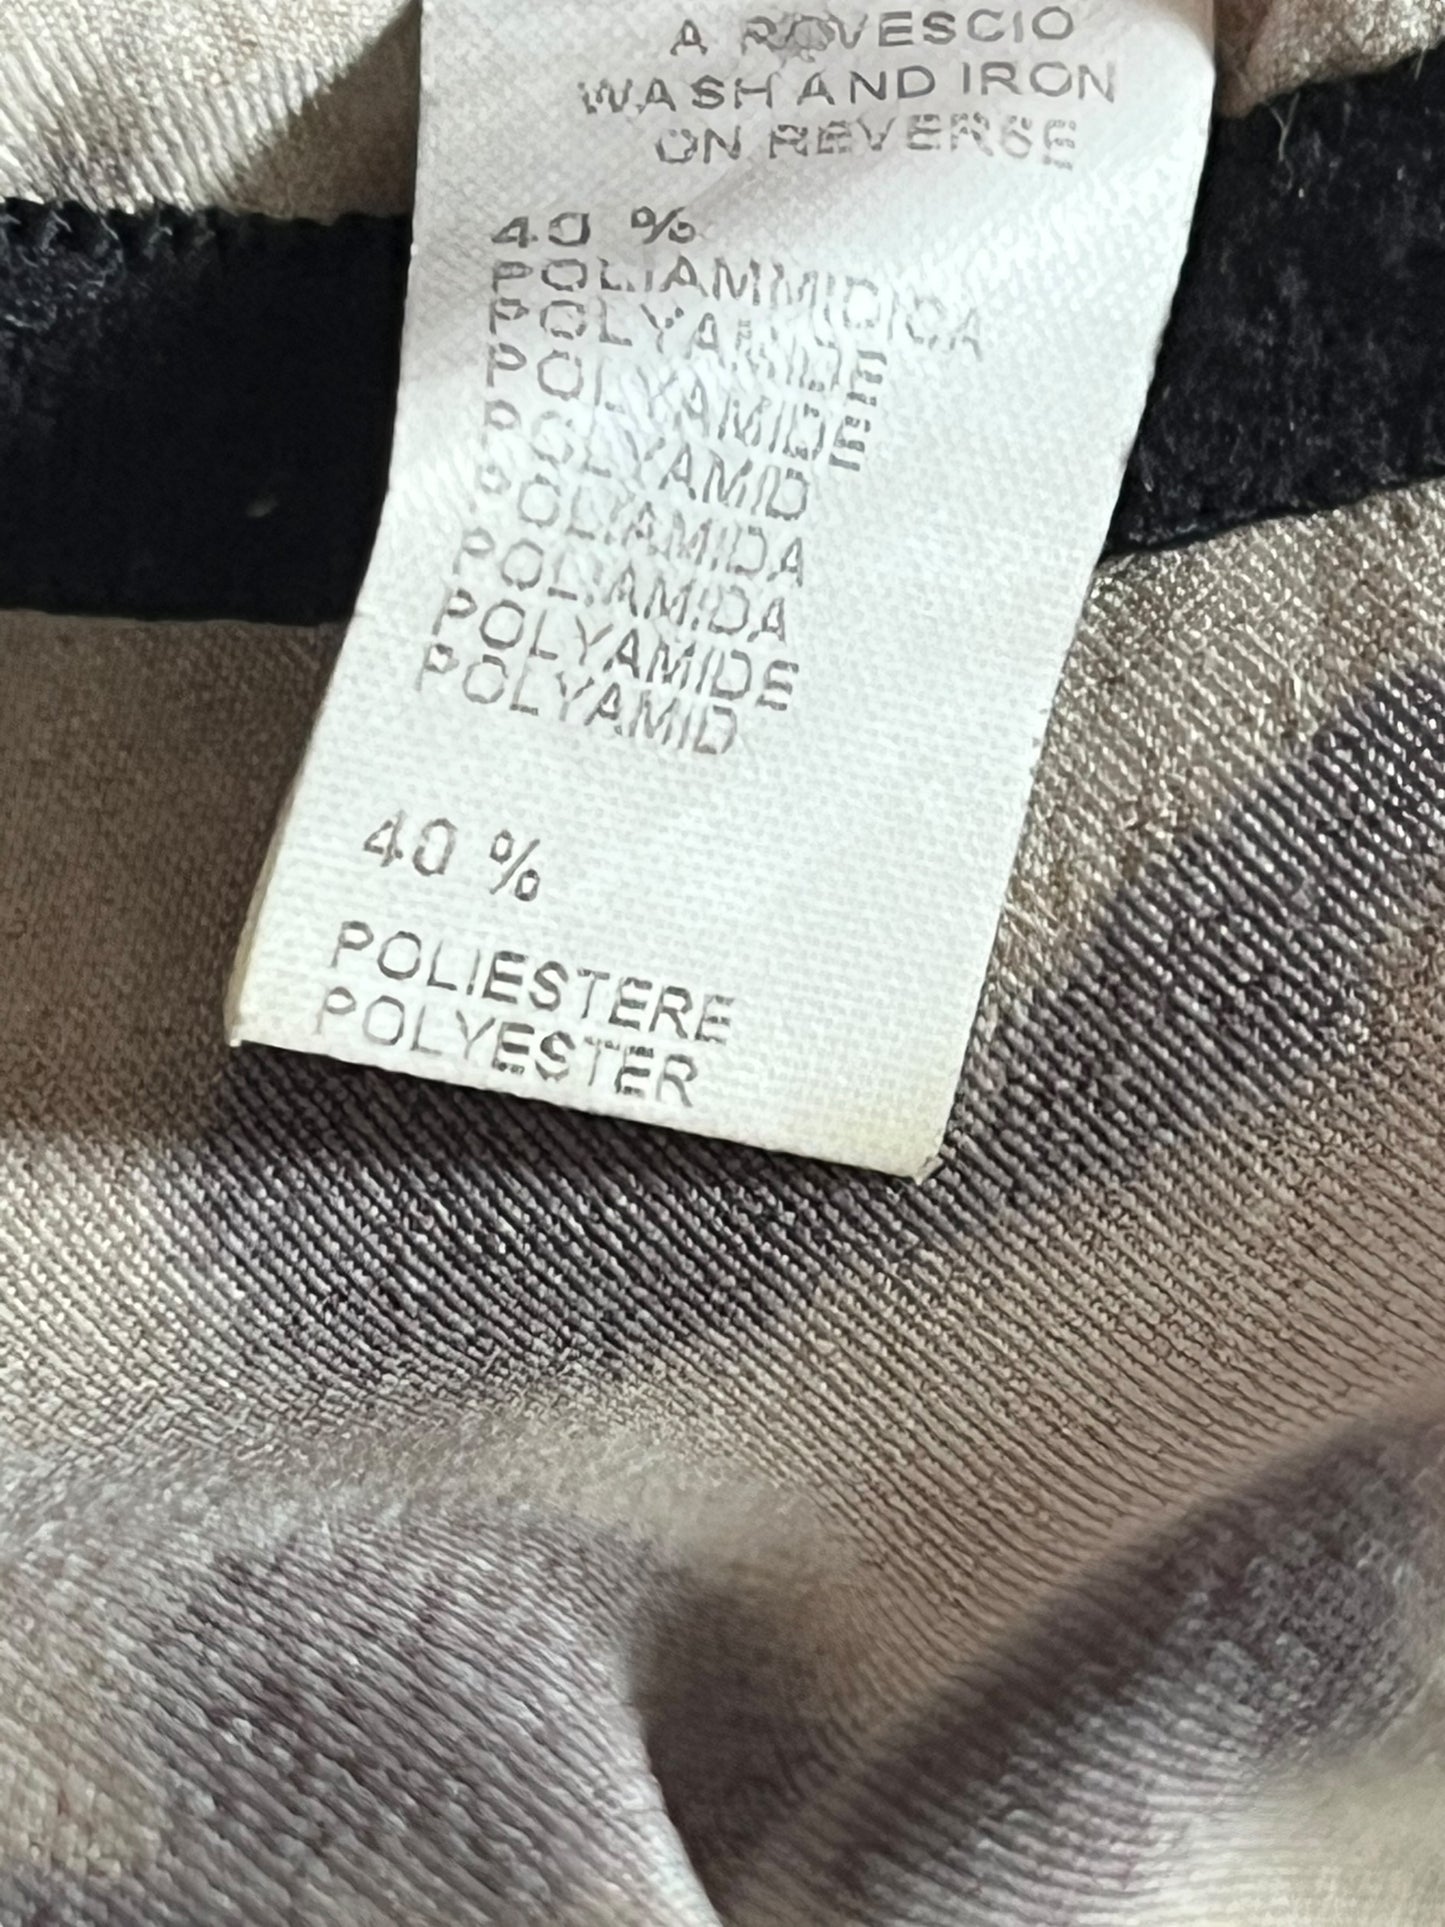 A ROVESCIO
WASH AND IRON
ON REVERSE
40 %
POLIAMMIDICA
POLYAMIDE
POLYAMIDE
POLYAMID
POLIAMIDA
POLIAMIDA
POLYAMIDE
POLYAMID
40 %
POLIESTERE
POLYESTER